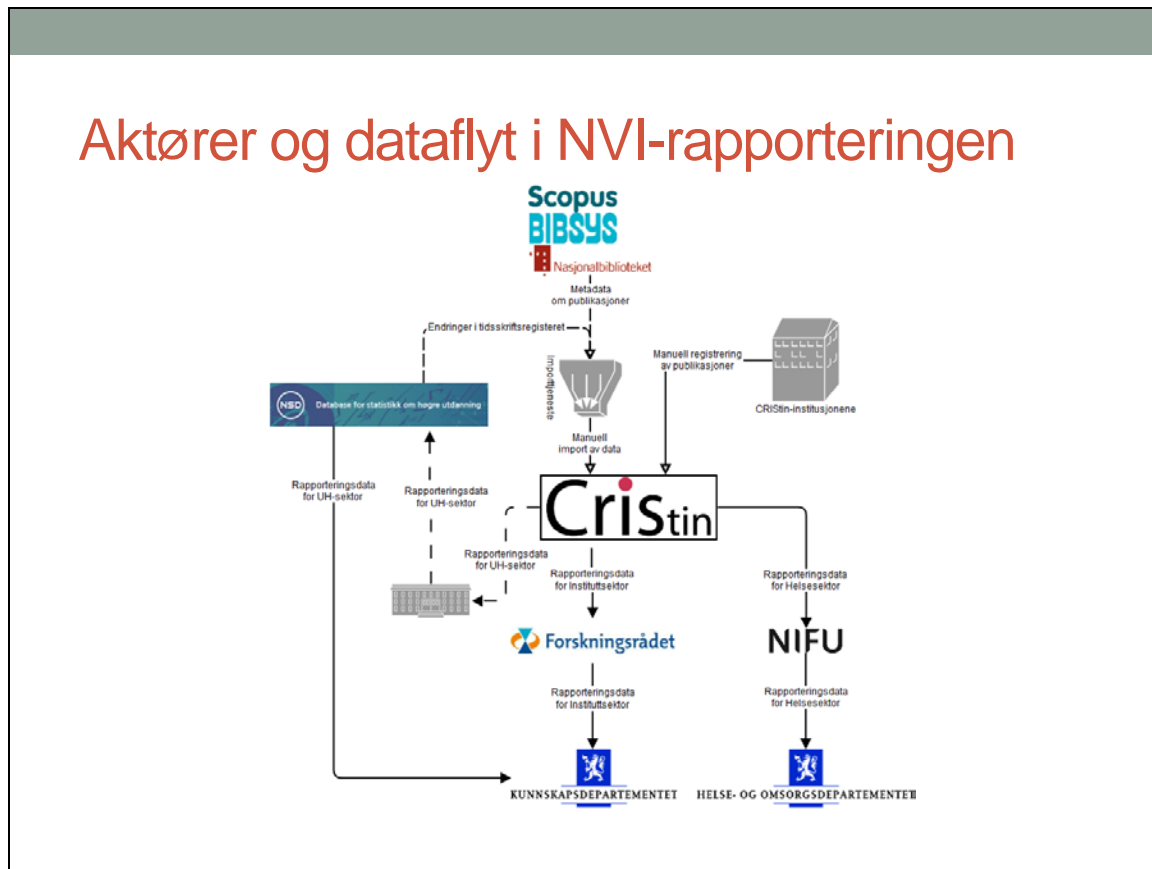 Aktører og dataflyt i NVI-rapporteringen
Scopus
BIBSYS
Nasjonalbiblioteket
Metadata
om publikasjoner
Endringer i tidsskriftsregisteret
Importtjeneste
Manuell registrering
av publikasjoner
CRIStin-institusjonene
NSD
Database for statistikk om høgre utdanning
Manuell
import av data
Rapporteringsdata
for UH-sektor
Rapporteringsdata
for UH-sektor
Cristin
Rapporteringsdata
for UH-sektor
Rapporteringsdata
for Instituttsektor
Rapporteringsdata
for Helsesektor
Forskningsrådet
NIFU
Rapporteringsdata
for Instituttsektor
Rapporteringsdata
for Helsesektor
KUNNSKAPSDEPARTEMENTET
HELSE- OG OMSORGSDEPARTEMENTET